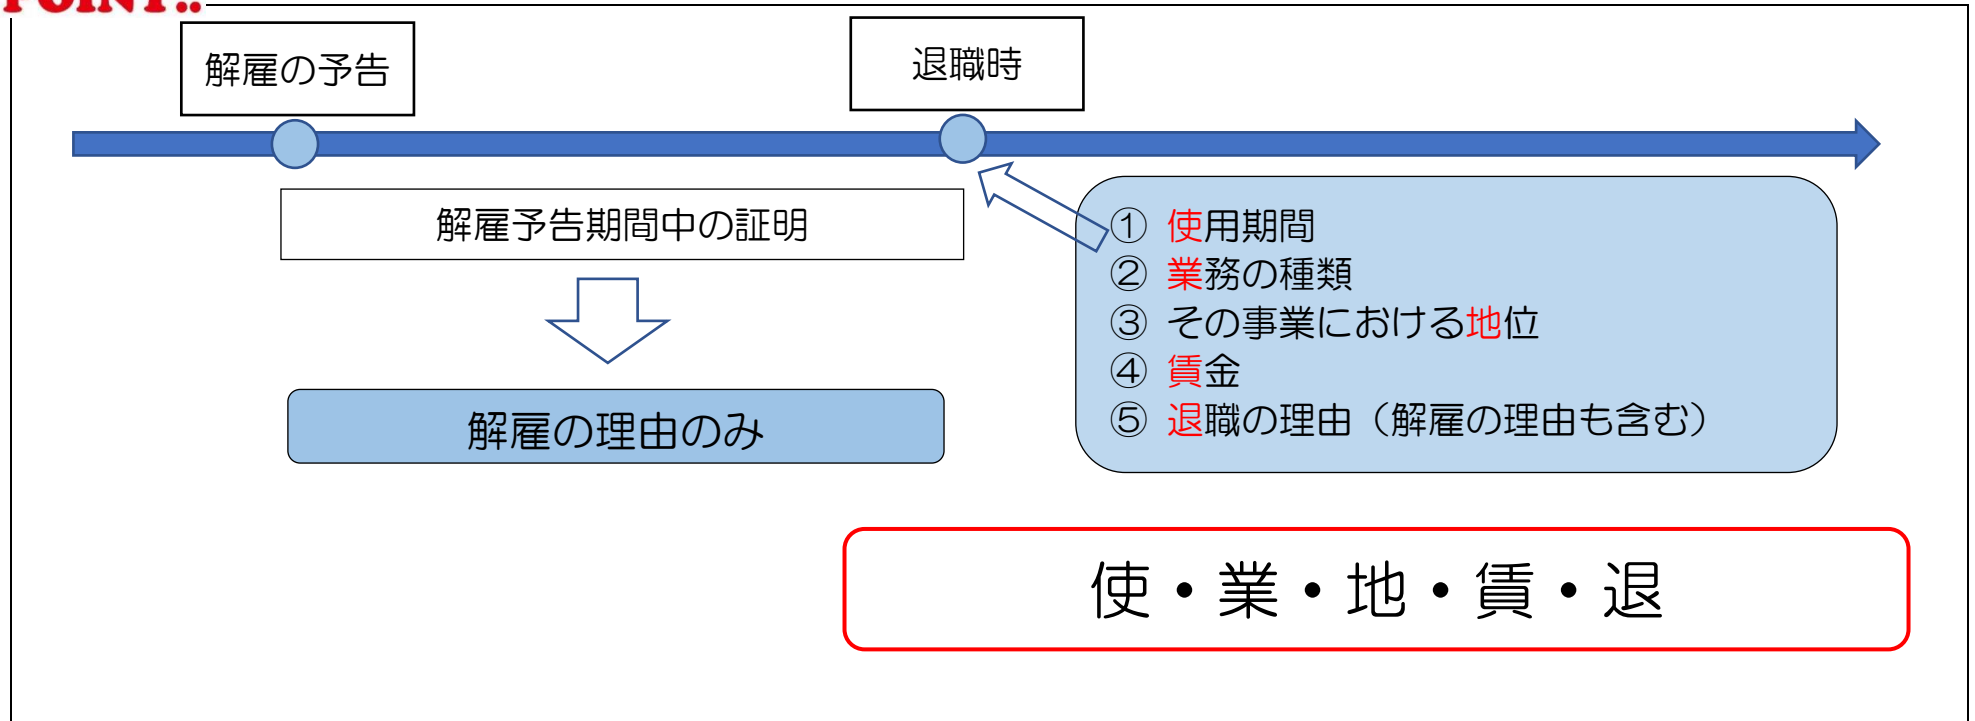 POINT!!
解雇の予告
退職時
解雇予告期間中の証明
解雇の理由のみ
① 使用期間
② 業務の種類
③ その事業における地位
④ 賃金
⑤ 退職の理由（解雇の理由も含む）
使・業・地・賃・退